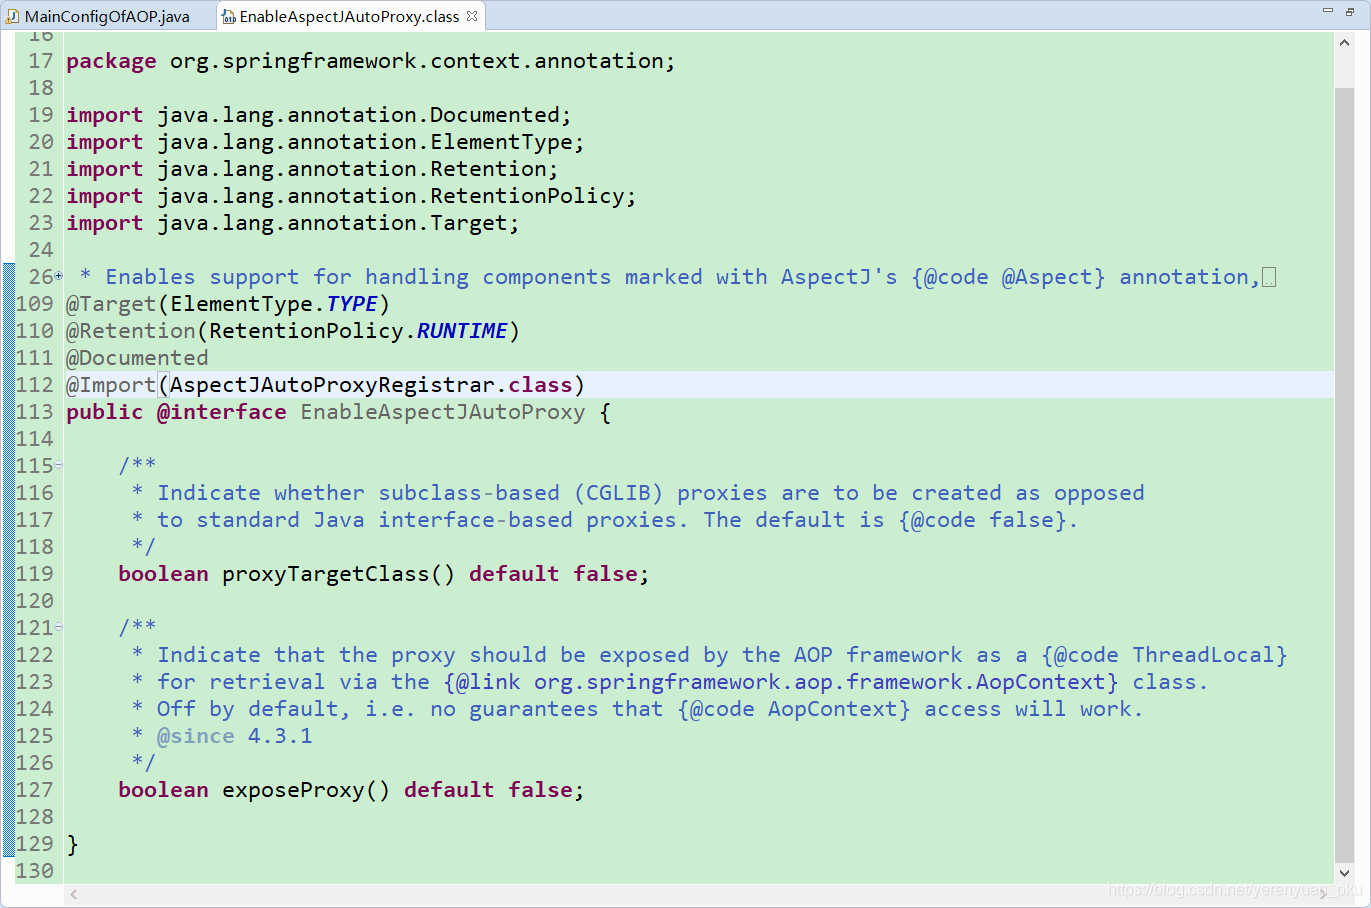 MainConfigOfAOP.java EnableAspectJAutoProxy.class
16
17 package org.springframework.context.annotation;
18
19 import java.lang.annotation.Documented;
20 import java.lang.annotation.ElementType;
21 import java.lang.annotation.Retention;
22 import java.lang.annotation.RetentionPolicy;
23 import java.lang.annotation.Target;
24
26 * Enables support for handling components marked with AspectJ's {@code @Aspect} annotation,
109 @Target(ElementType.TYPE)
110 @Retention(RetentionPolicy.RUNTIME)
111 @Documented
112 @Import(AspectJAutoProxyRegistrar.class)
113 public @interface EnableAspectJAutoProxy {
114
115 /**
116 * Indicate whether subclass-based (CGLIB) proxies are to be created as opposed
117 * to standard Java interface-based proxies. The default is {@code false}.
118 */
119 boolean proxyTargetClass() default false;
120
121 /**
122 * Indicate that the proxy should be exposed by the AOP framework as a {@code ThreadLocal}
123 * for retrieval via the {@link org.springframework.aop.framework.AopContext} class.
124 * Off by default, i.e. no guarantees that {@code AopContext} access will work.
125 * @since 4.3.1
126 */
127 boolean exposeProxy() default false;
128
129 }
130
https://blog.csdn.net/yerenyuan_pku